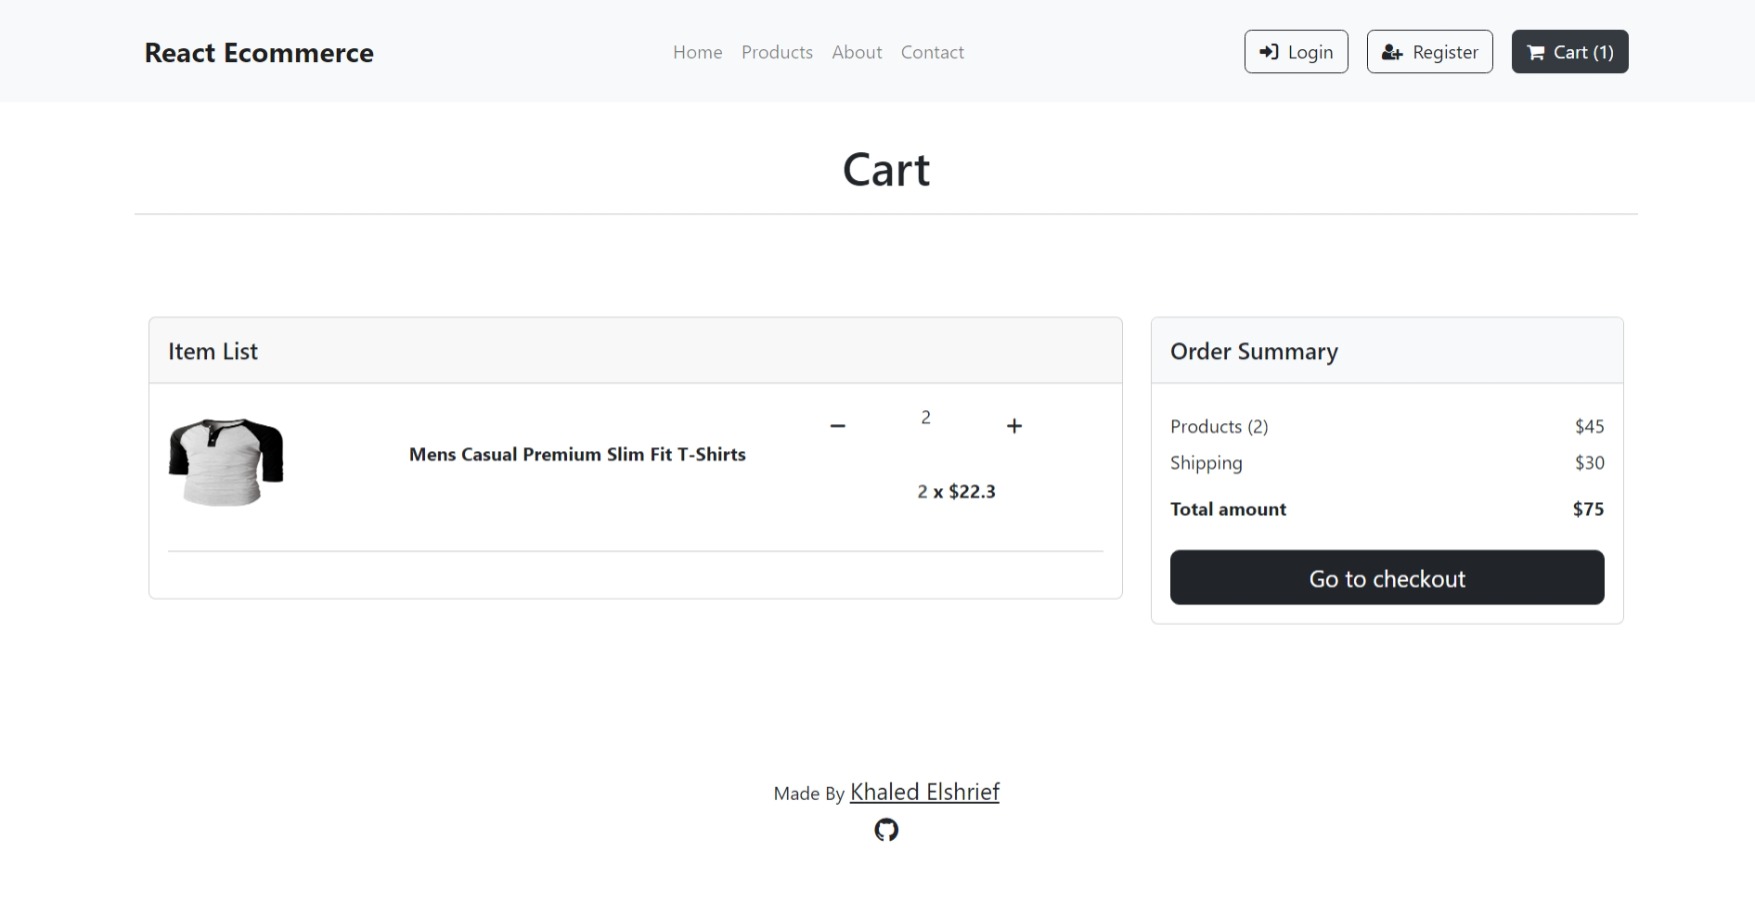 React Ecommerce
Home Products About Contact
Login Register Cart (1)
Cart
Item List
− 2 +
Mens Casual Premium Slim Fit T-Shirts
2 x $22.3
Order Summary
Products (2) $45
Shipping $30
Total amount $75
Go to checkout
Made By Khaled Elshrief